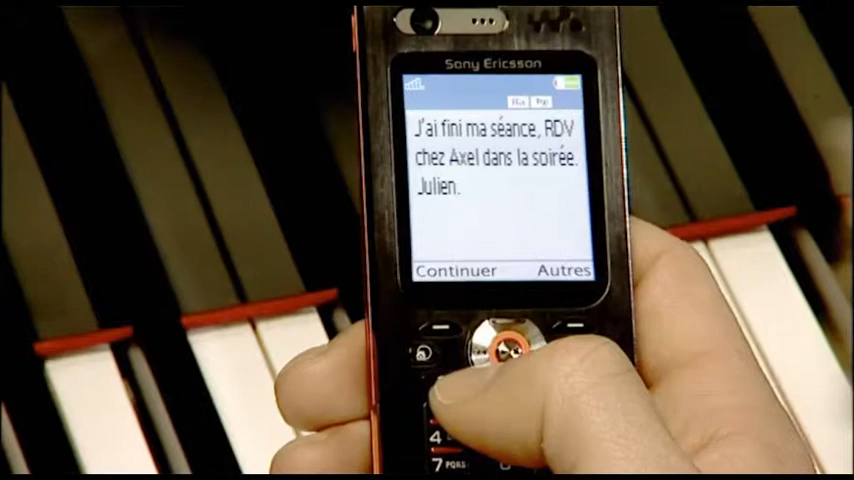 Sony Ericsson
J'ai fini ma séance, RDV
chez Axel dans la soirée.
Julien.
Continuer Autres
4
7 PQRS